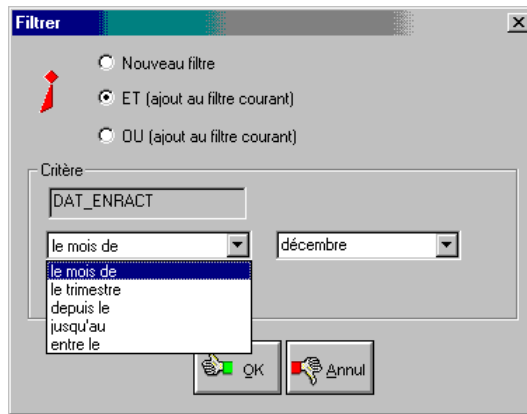 Filtrer
Nouveau filtre
ET (ajout au filtre courant)
OU (ajout au filtre courant)
Critère
DAT_ENRACT
le mois de
décembre
le mois de
le trimestre
depuis le
jusqu'au
entre le
OK
Annul